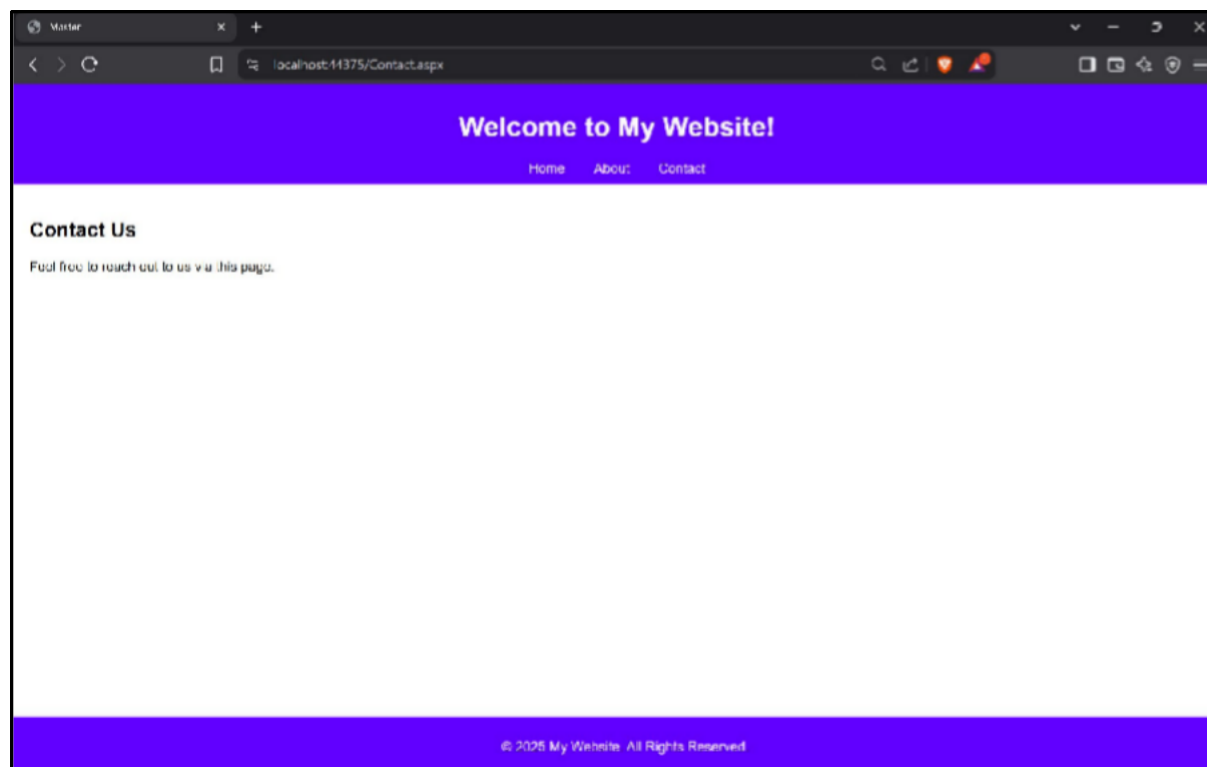 Master
localhost:44375/Contact.aspx
Welcome to My Website!
Home About Contact
Contact Us
Feel free to reach out to us via this page.
© 2025 My Website. All Rights Reserved